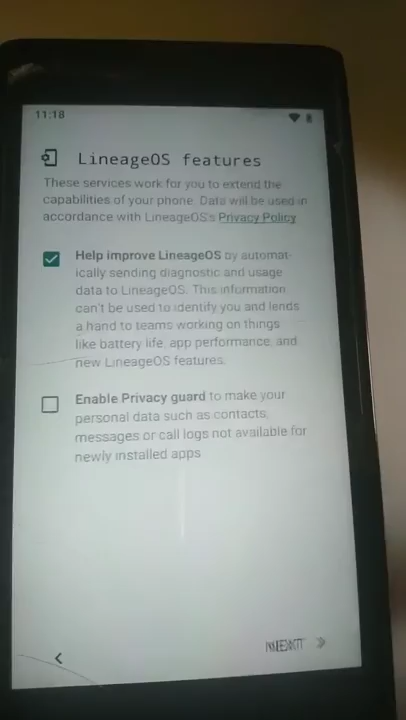 11:18
LineageOS features
These services work for you to extend the
capabilities of your phone. Data will be used in
accordance with LineageOS's Privacy Policy
Help improve LineageOS by automat-
ically sending diagnostic and usage
data to LineageOS. This information
can't be used to identify you and lends
a hand to teams working on things
like battery life, app performance, and
new LineageOS features.
Enable Privacy guard to make your
personal data such as contacts,
messages or call logs not available for
newly installed apps
NEXT